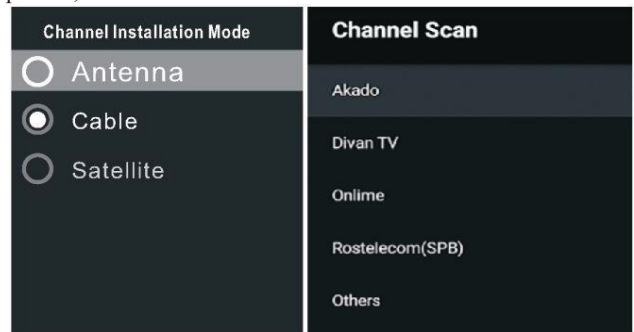 Channel Installation Mode
Antenna
Cable
Satellite
Channel Scan
Akado
Divan TV
Onlime
Rostelecom(SPB)
Others